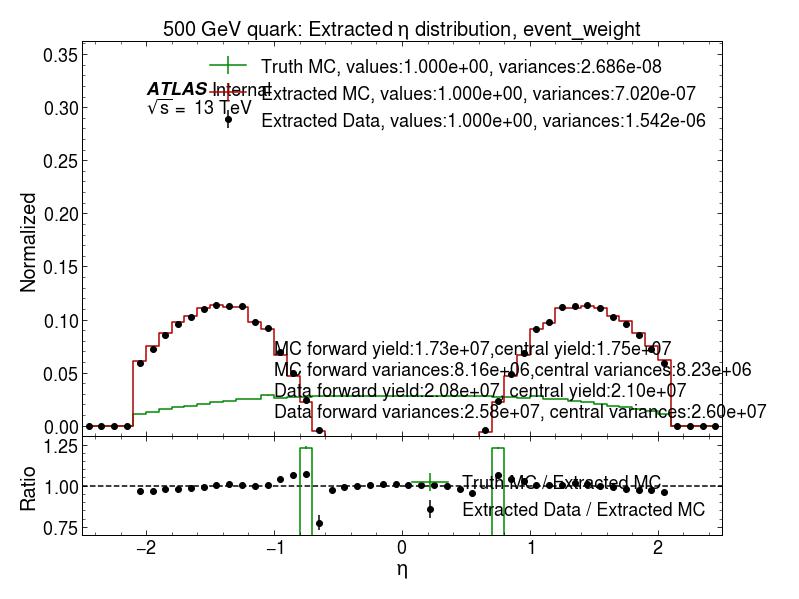 500 GeV quark: Extracted η distribution, event_weight
Truth MC, values:1.000e+00, variances:2.686e-08
ATLAS Internal
Extracted MC, values:1.000e+00, variances:7.020e-07
√s = 13 TeV
Extracted Data, values:1.000e+00, variances:1.542e-06
0.35
0.30
0.25
0.20
0.15
0.10
0.05
0.00
Normalized
MC forward yield:1.73e+07,central yield:1.75e+07
MC forward variances:8.16e+06,central variances:8.23e+06
Data forward yield:2.08e+07, central yield:2.10e+07
Data forward variances:2.58e+07, central variances:2.60e+07
1.25
1.00
0.75
Ratio
Truth MC / Extracted MC
Extracted Data / Extracted MC
−2 −1 0 1 2
η